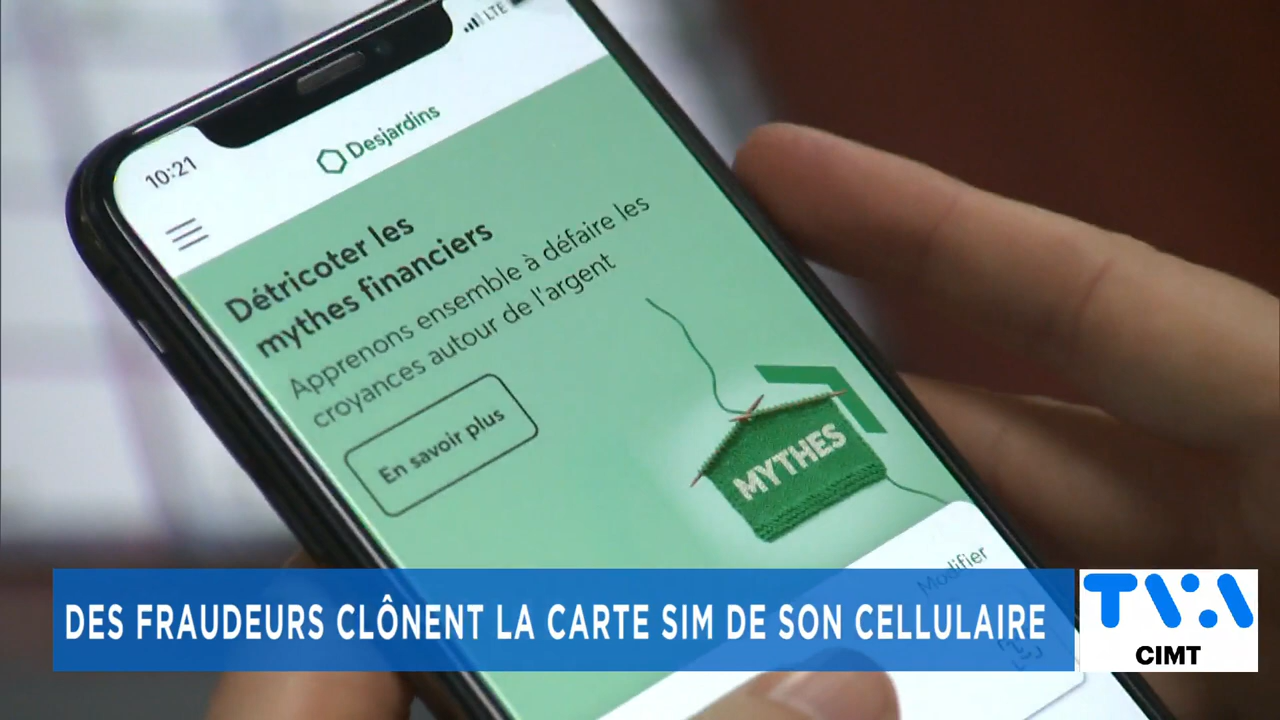 LTE
10:21
Desjardins
Détricoter les
mythes financiers
Apprenons ensemble à défaire les
croyances autour de l'argent
En savoir plus
MYTHES
Modifier
DES FRAUDEURS CLÔNENT LA CARTE SIM DE SON CELLULAIRE
TVA
CIMT